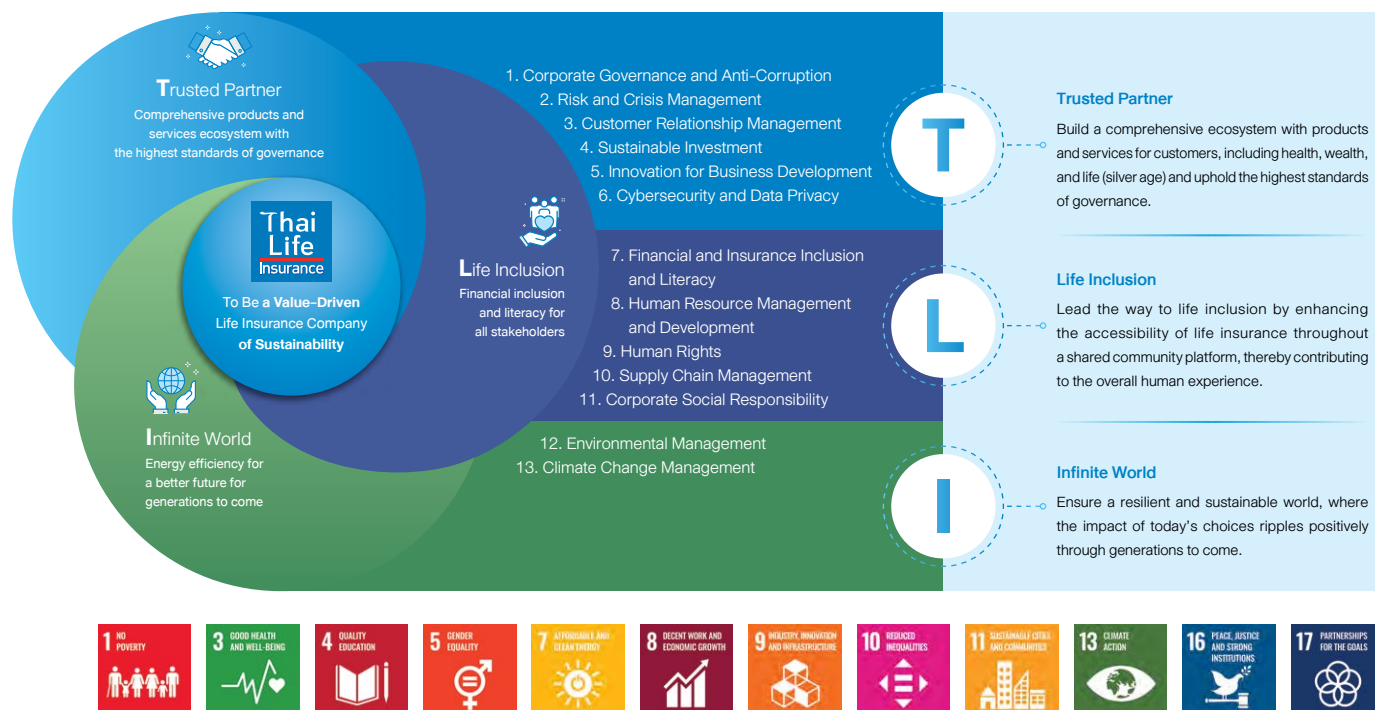 Trusted Partner
Comprehensive products and
services ecosystem with
the highest standards of governance
Thai
Life
Insurance
To Be a Value-Driven
Life Insurance Company
of Sustainability
Life Inclusion
Financial inclusion
and literacy for
all stakeholders
Infinite World
Energy efficiency for
a better future for
generations to come
1. Corporate Governance and Anti-Corruption
2. Risk and Crisis Management
3. Customer Relationship Management
4. Sustainable Investment
5. Innovation for Business Development
6. Cybersecurity and Data Privacy
7. Financial and Insurance Inclusion
and Literacy
8. Human Resource Management
and Development
9. Human Rights
10. Supply Chain Management
11. Corporate Social Responsibility
12. Environmental Management
13. Climate Change Management
T
Trusted Partner
Build a comprehensive ecosystem with products
and services for customers, including health, wealth,
and life (silver age) and uphold the highest standards
of governance.
L
Life Inclusion
Lead the way to life inclusion by enhancing
the accessibility of life insurance throughout
a shared community platform, thereby contributing
to the overall human experience.
I
Infinite World
Ensure a resilient and sustainable world, where
the impact of today's choices ripples positively
through generations to come.
1 NO
POVERTY
3 GOOD HEALTH
AND WELL-BEING
4 QUALITY
EDUCATION
5 GENDER
EQUALITY
7 AFFORDABLE AND
CLEAN ENERGY
8 DECENT WORK AND
ECONOMIC GROWTH
9 INDUSTRY, INNOVATION
AND INFRASTRUCTURE
10 REDUCED
INEQUALITIES
11 SUSTAINABLE CITIES
AND COMMUNITIES
13 CLIMATE
ACTION
16 PEACE, JUSTICE
AND STRONG
INSTITUTIONS
17 PARTNERSHIPS
FOR THE GOALS